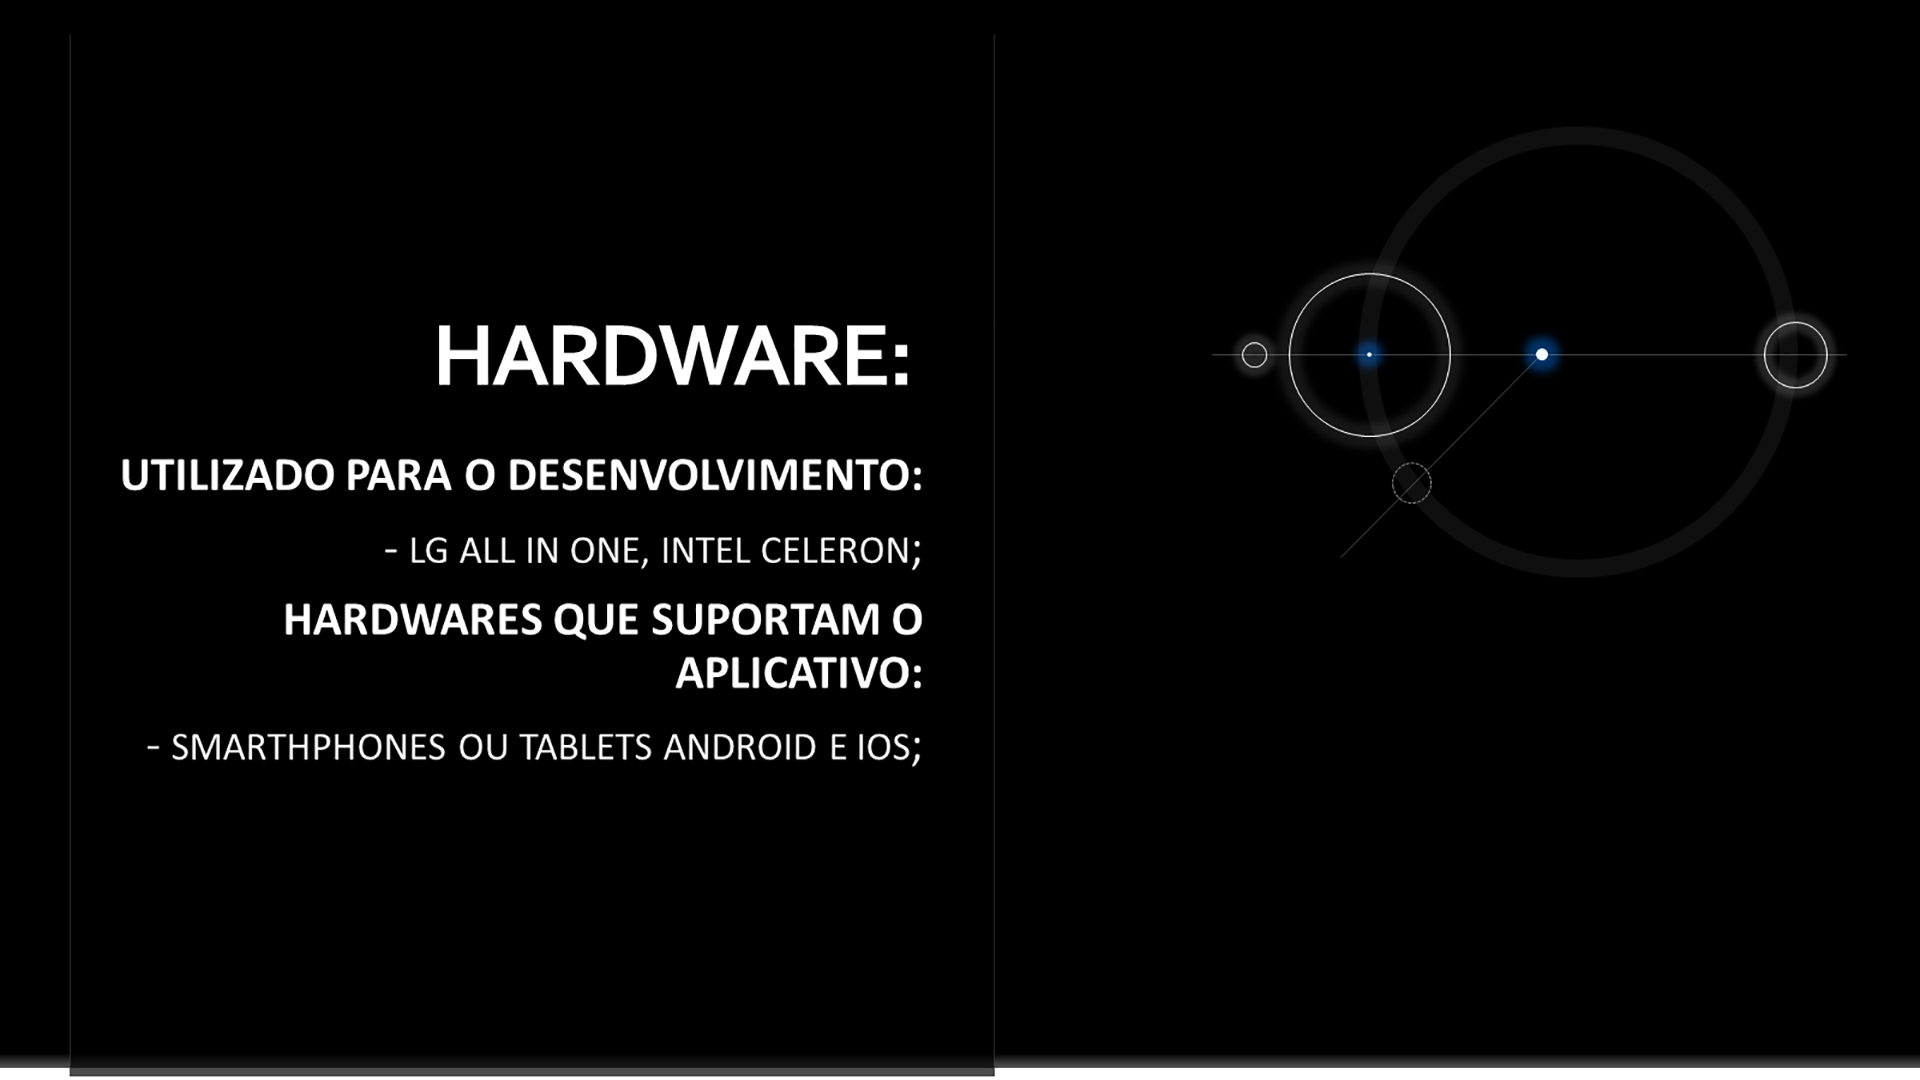 HARDWARE:
UTILIZADO PARA O DESENVOLVIMENTO:
- LG ALL IN ONE, INTEL CELERON;
HARDWARES QUE SUPORTAM O
APLICATIVO:
- SMARTHPHONES OU TABLETS ANDROID E IOS;